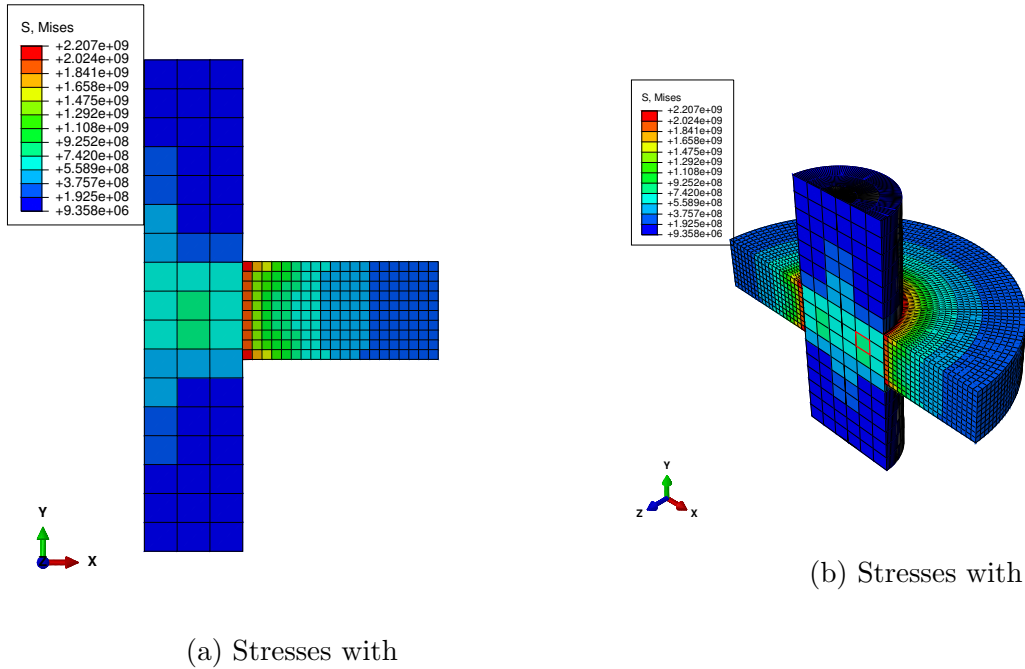 S, Mises
+2.207e+09
+2.024e+09
+1.841e+09
+1.658e+09
+1.475e+09
+1.292e+09
+1.108e+09
+9.252e+08
+7.420e+08
+5.589e+08
+3.757e+08
+1.925e+08
+9.358e+06
Y
Z X
(a) Stresses with
S, Mises
+2.207e+09
+2.024e+09
+1.841e+09
+1.658e+09
+1.475e+09
+1.292e+09
+1.108e+09
+9.252e+08
+7.420e+08
+5.589e+08
+3.757e+08
+1.925e+08
+9.358e+06
Y
Z X
(b) Stresses with